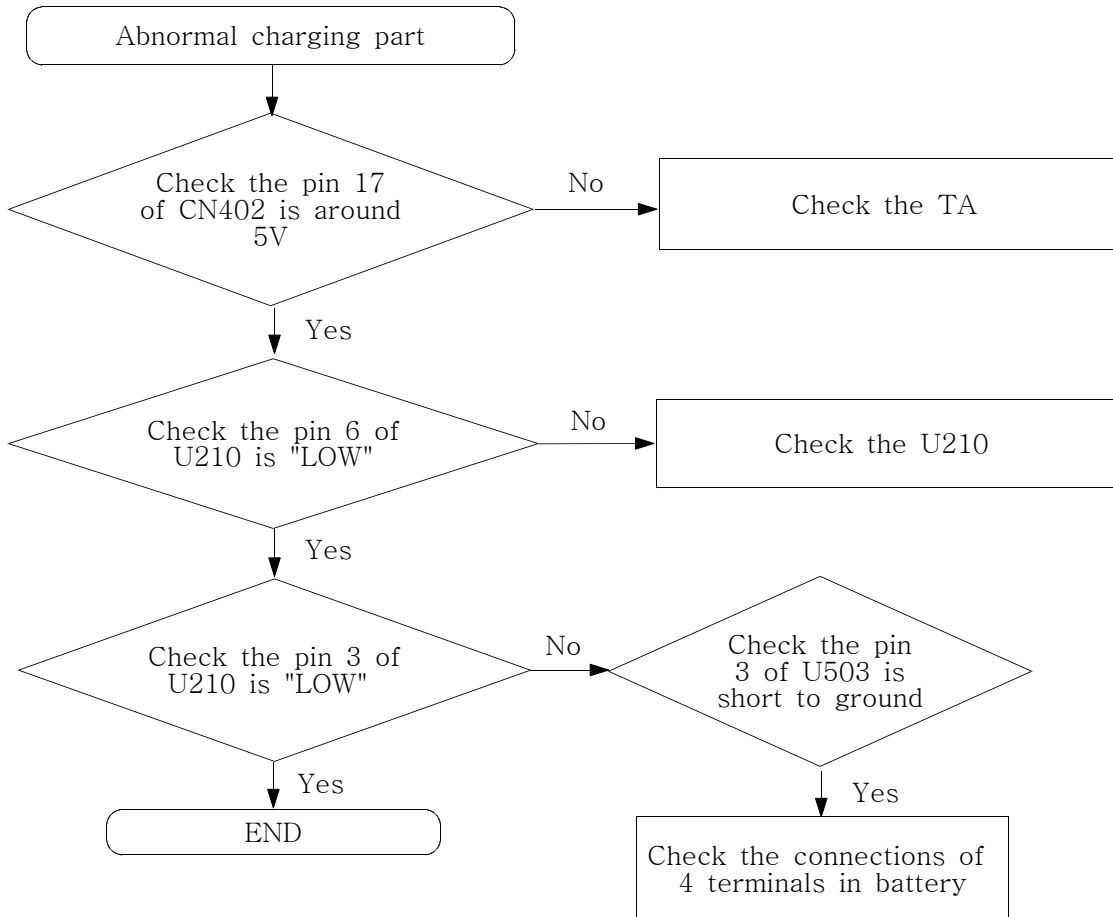 Abnormal charging part
Check the pin 17
of CN402 is around
5V
No
Check the TA
Yes
Check the pin 6 of
U210 is "LOW"
No
Check the U210
Yes
Check the pin 3 of
U210 is "LOW"
No
Check the pin
3 of U503 is
short to ground
Yes
END
Yes
Check the connections of
4 terminals in battery